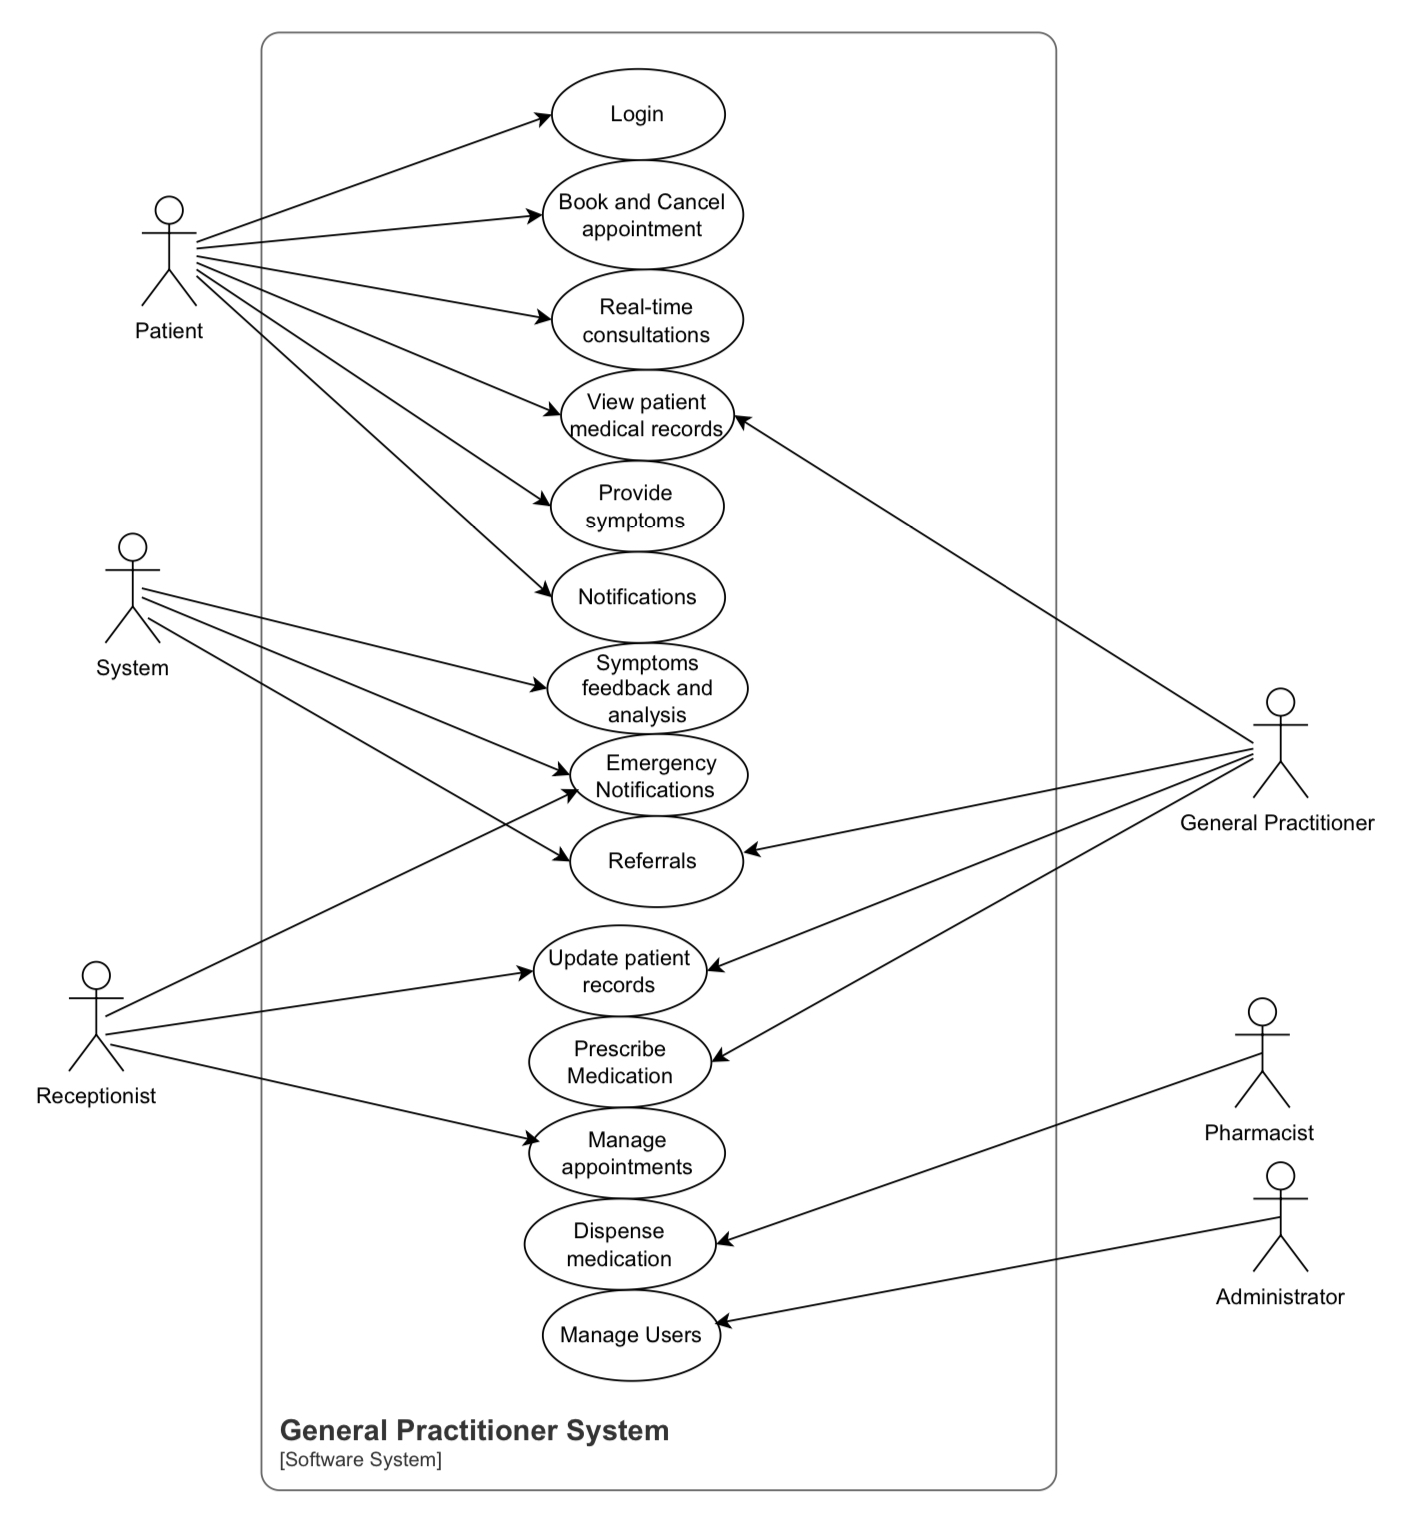 Login
Book and Cancel
appointment
Real-time
consultations
Patient
View patient
medical records
Provide
symptoms
Notifications
System
Symptoms
feedback and
analysis
Emergency
Notifications
General Practitioner
Referrals
Update patient
records
Prescribe
Medication
Receptionist
Pharmacist
Manage
appointments
Dispense
medication
Administrator
Manage Users
General Practitioner System
[Software System]